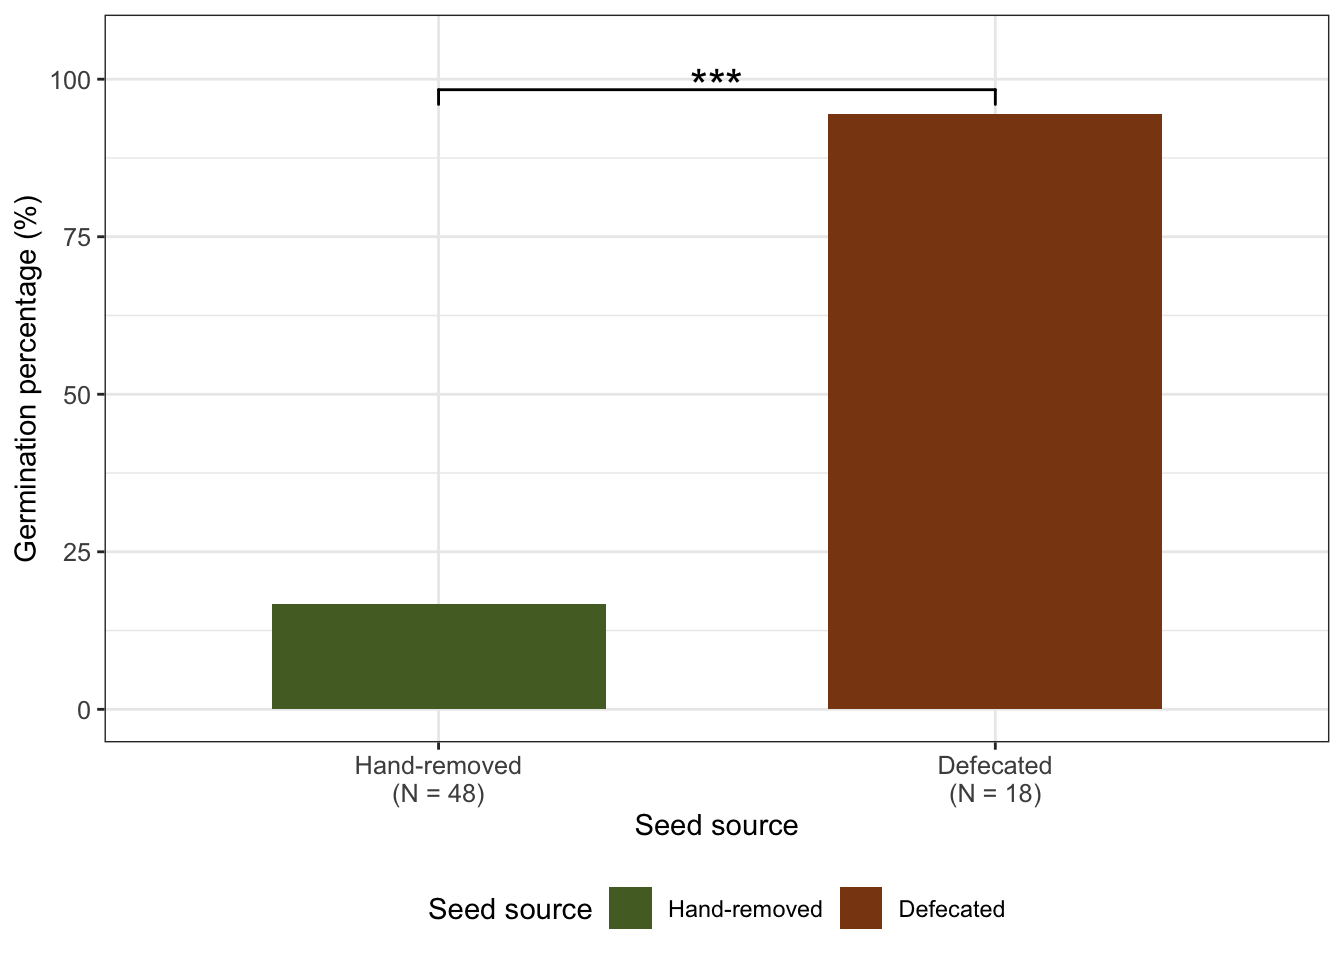 ***
100
75
50
25
0
Germination percentage (%)
Hand-removed
(N = 48)
Defecated
(N = 18)
Seed source
Seed source
Hand-removed
Defecated